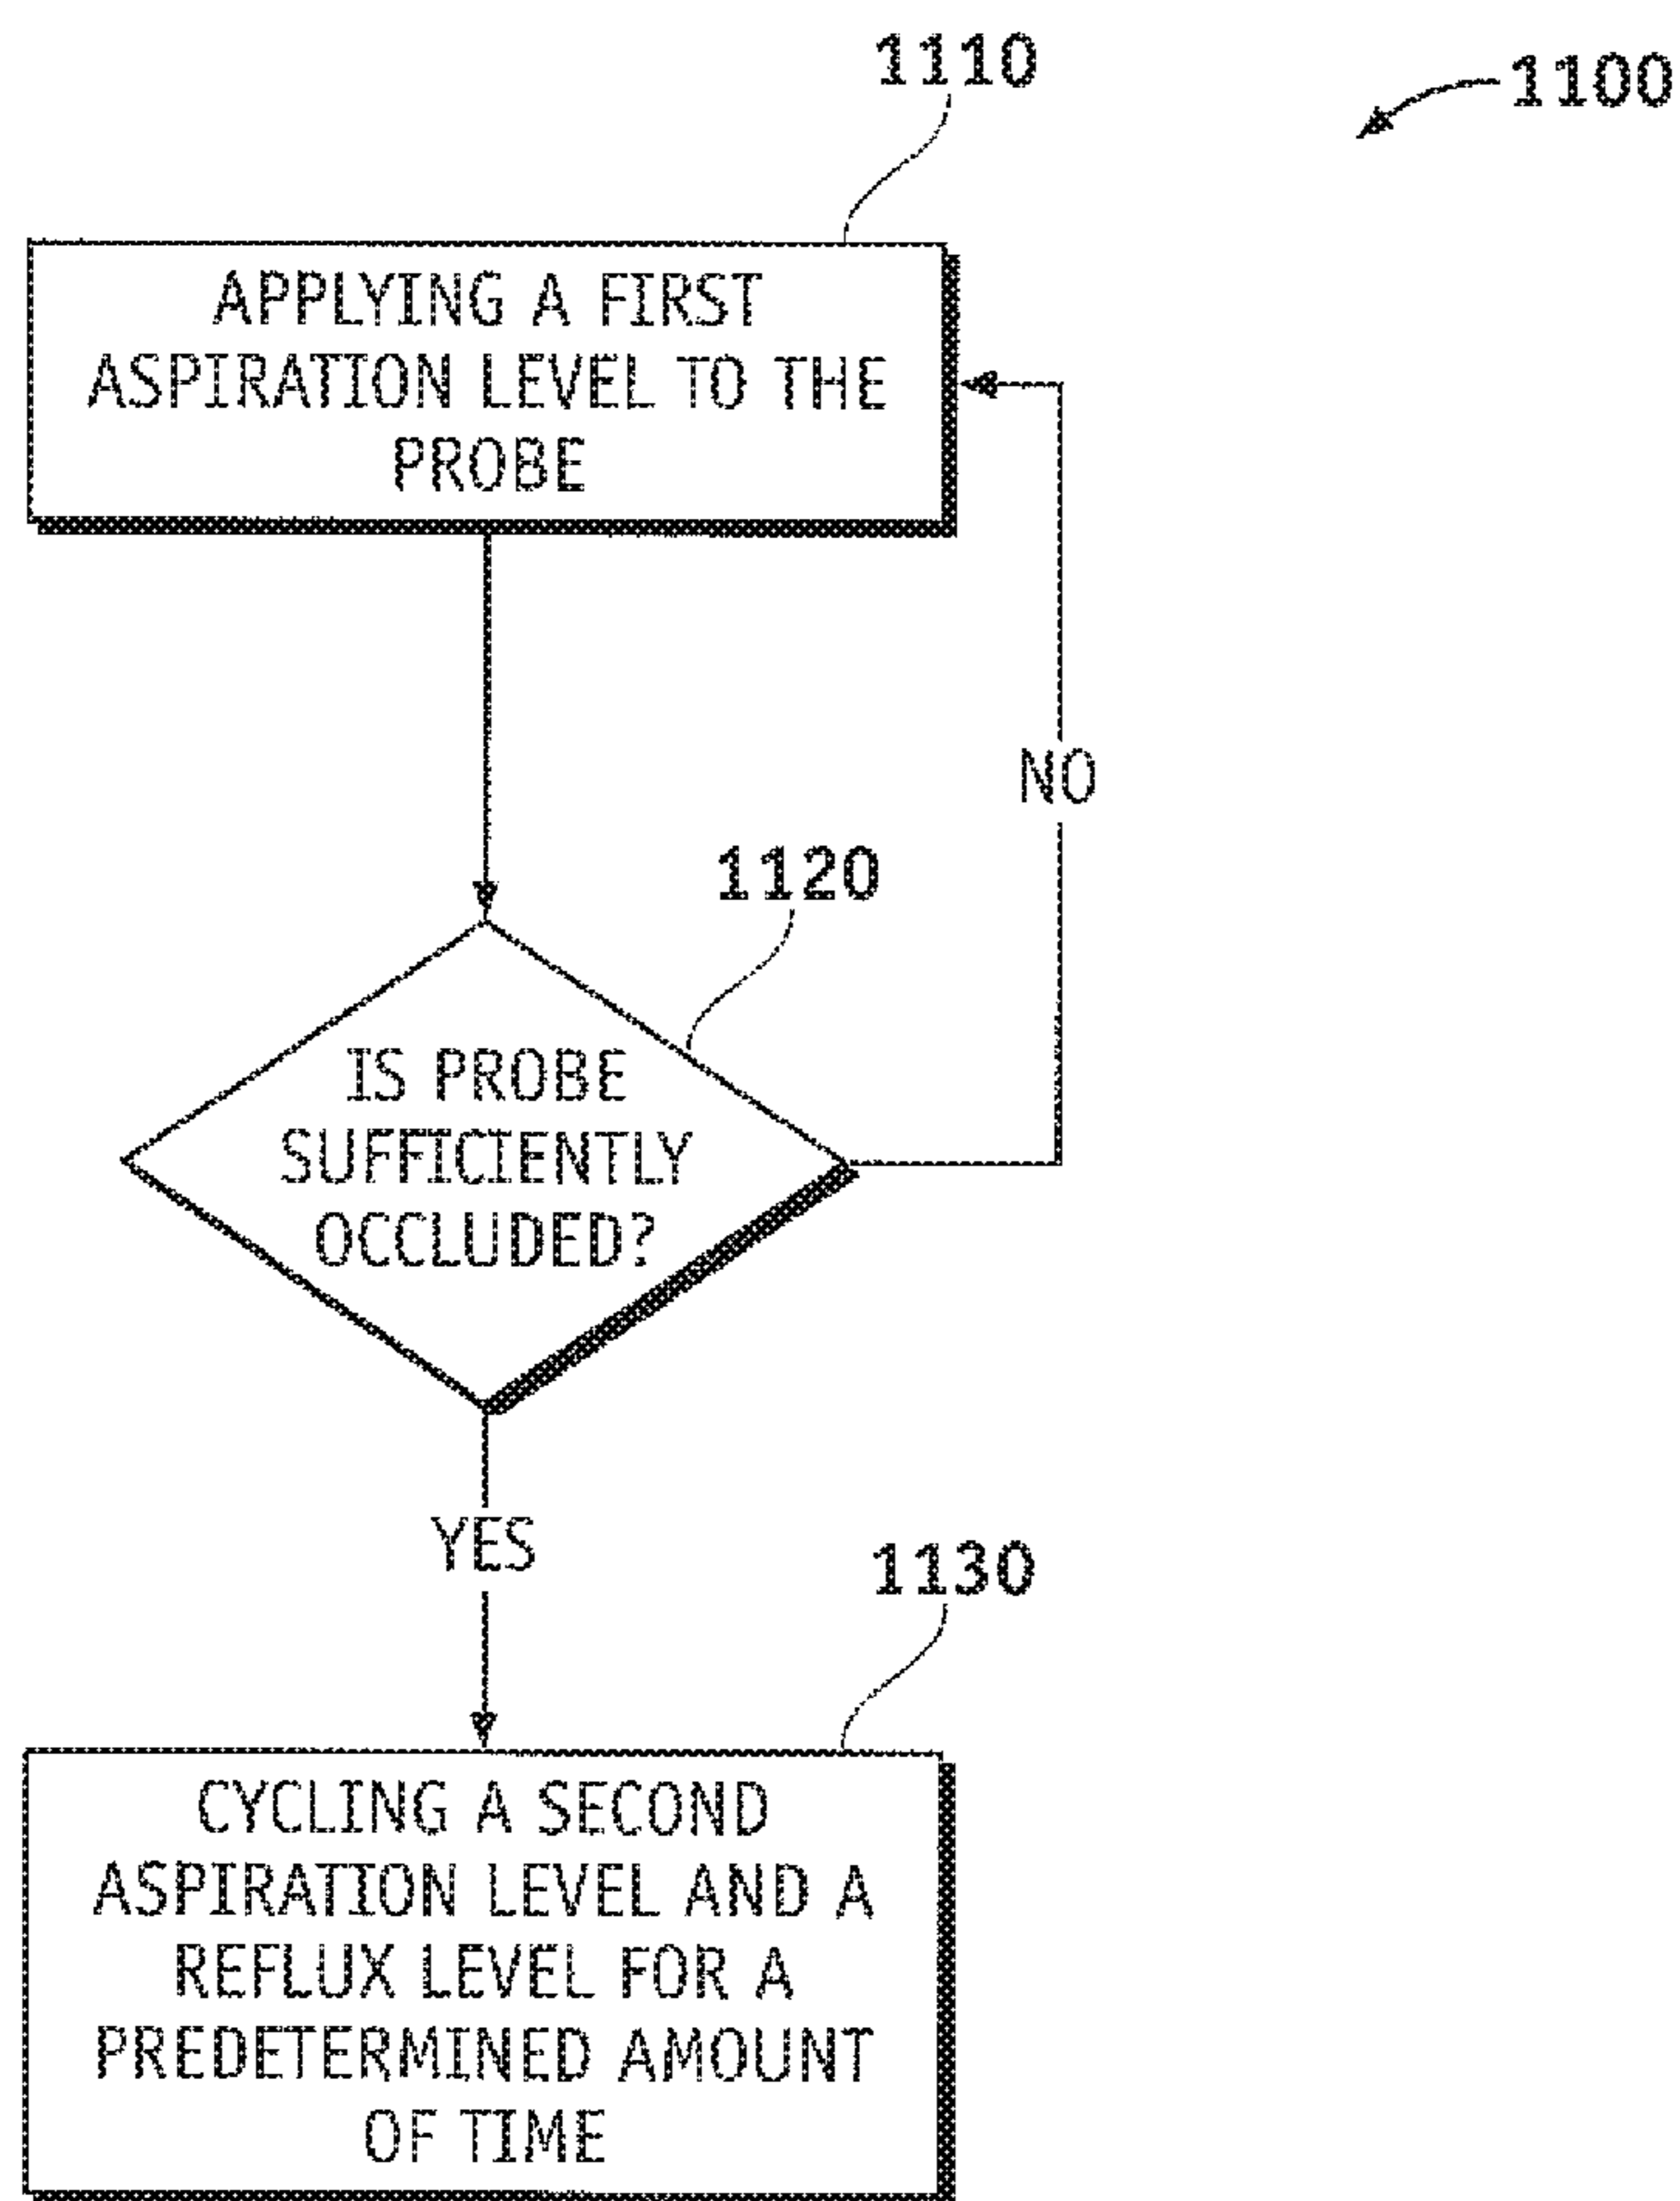 1110
1100
APPLYING A FIRST
ASPIRATION LEVEL TO THE
PROBE
NO
1120
IS PROBE
SUFFICIENTLY
OCCLUDED?
YES
1130
CYCLING A SECOND
ASPIRATION LEVEL AND A
REFLUX LEVEL FOR A
PREDETERMINED AMOUNT
OF TIME